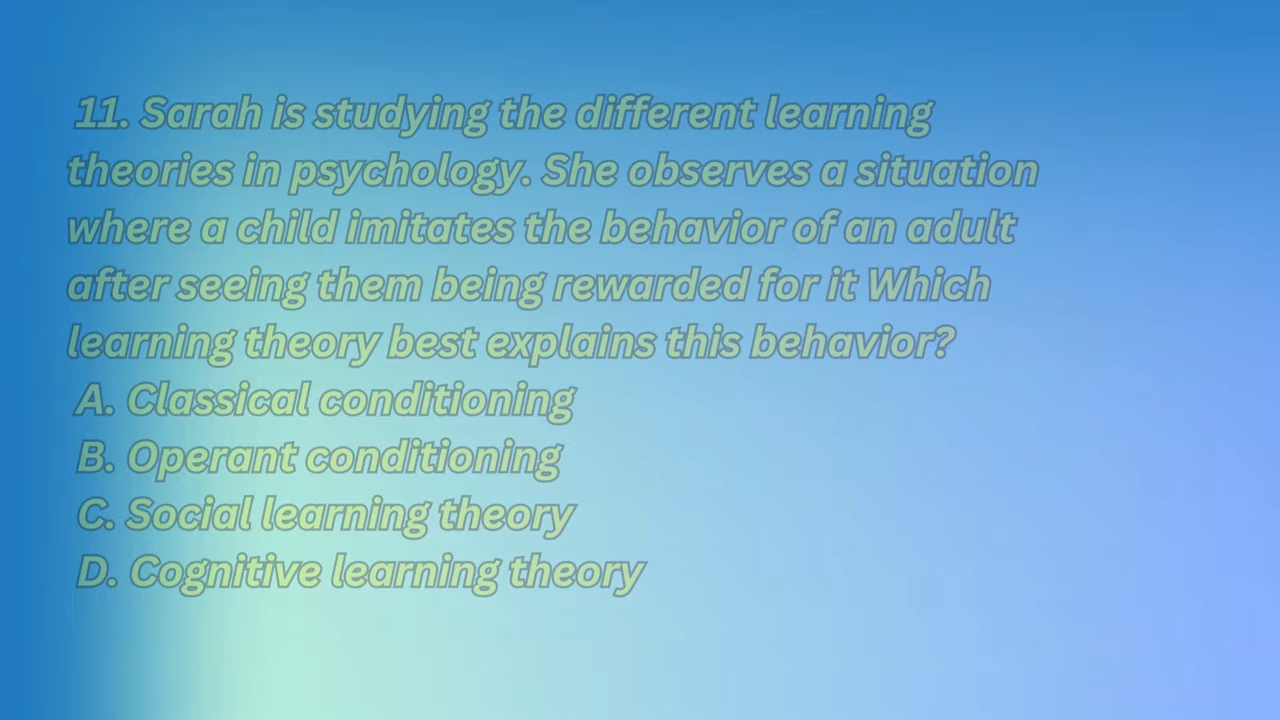 11. Sarah is studying the different learning
theories in psychology. She observes a situation
where a child imitates the behavior of an adult
after seeing them being rewarded for it Which
learning theory best explains this behavior?
A. Classical conditioning
B. Operant conditioning
C. Social learning theory
D. Cognitive learning theory